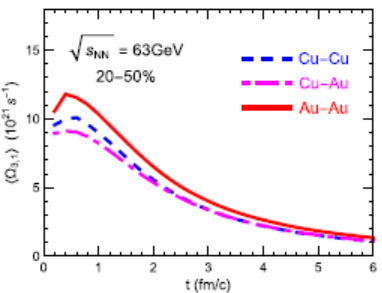 √sNN = 63GeV
20−50%
Cu−Cu
Cu−Au
Au−Au
⟨Ω3,1⟩ (10²¹ s⁻¹)
15
10
5
0
0 1 2 3 4 5 6
t (fm/c)